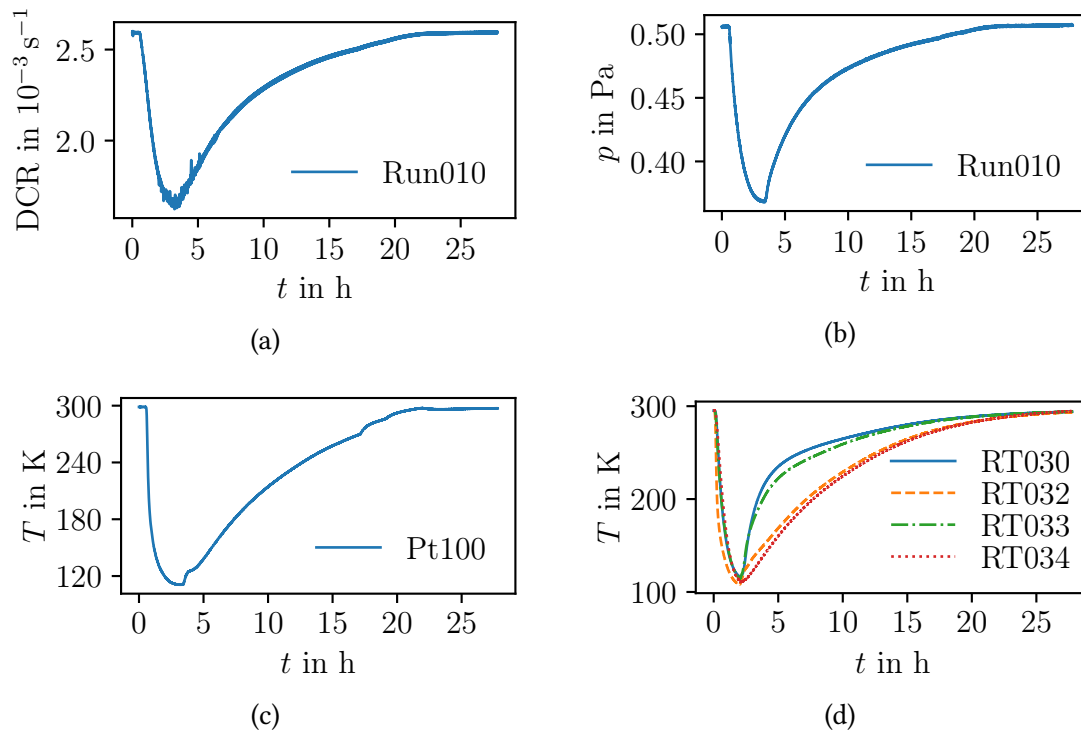 DCR in 10⁻³ s⁻¹
2.5
2.0
Run010
0 5 10 15 20 25
t in h
(a)
p in Pa
0.50
0.45
0.40
Run010
0 5 10 15 20 25
t in h
(b)
T in K
300
240
180
120
Pt100
0 5 10 15 20 25
t in h
(c)
T in K
300
200
100
RT030
RT032
RT033
RT034
0 5 10 15 20 25
t in h
(d)